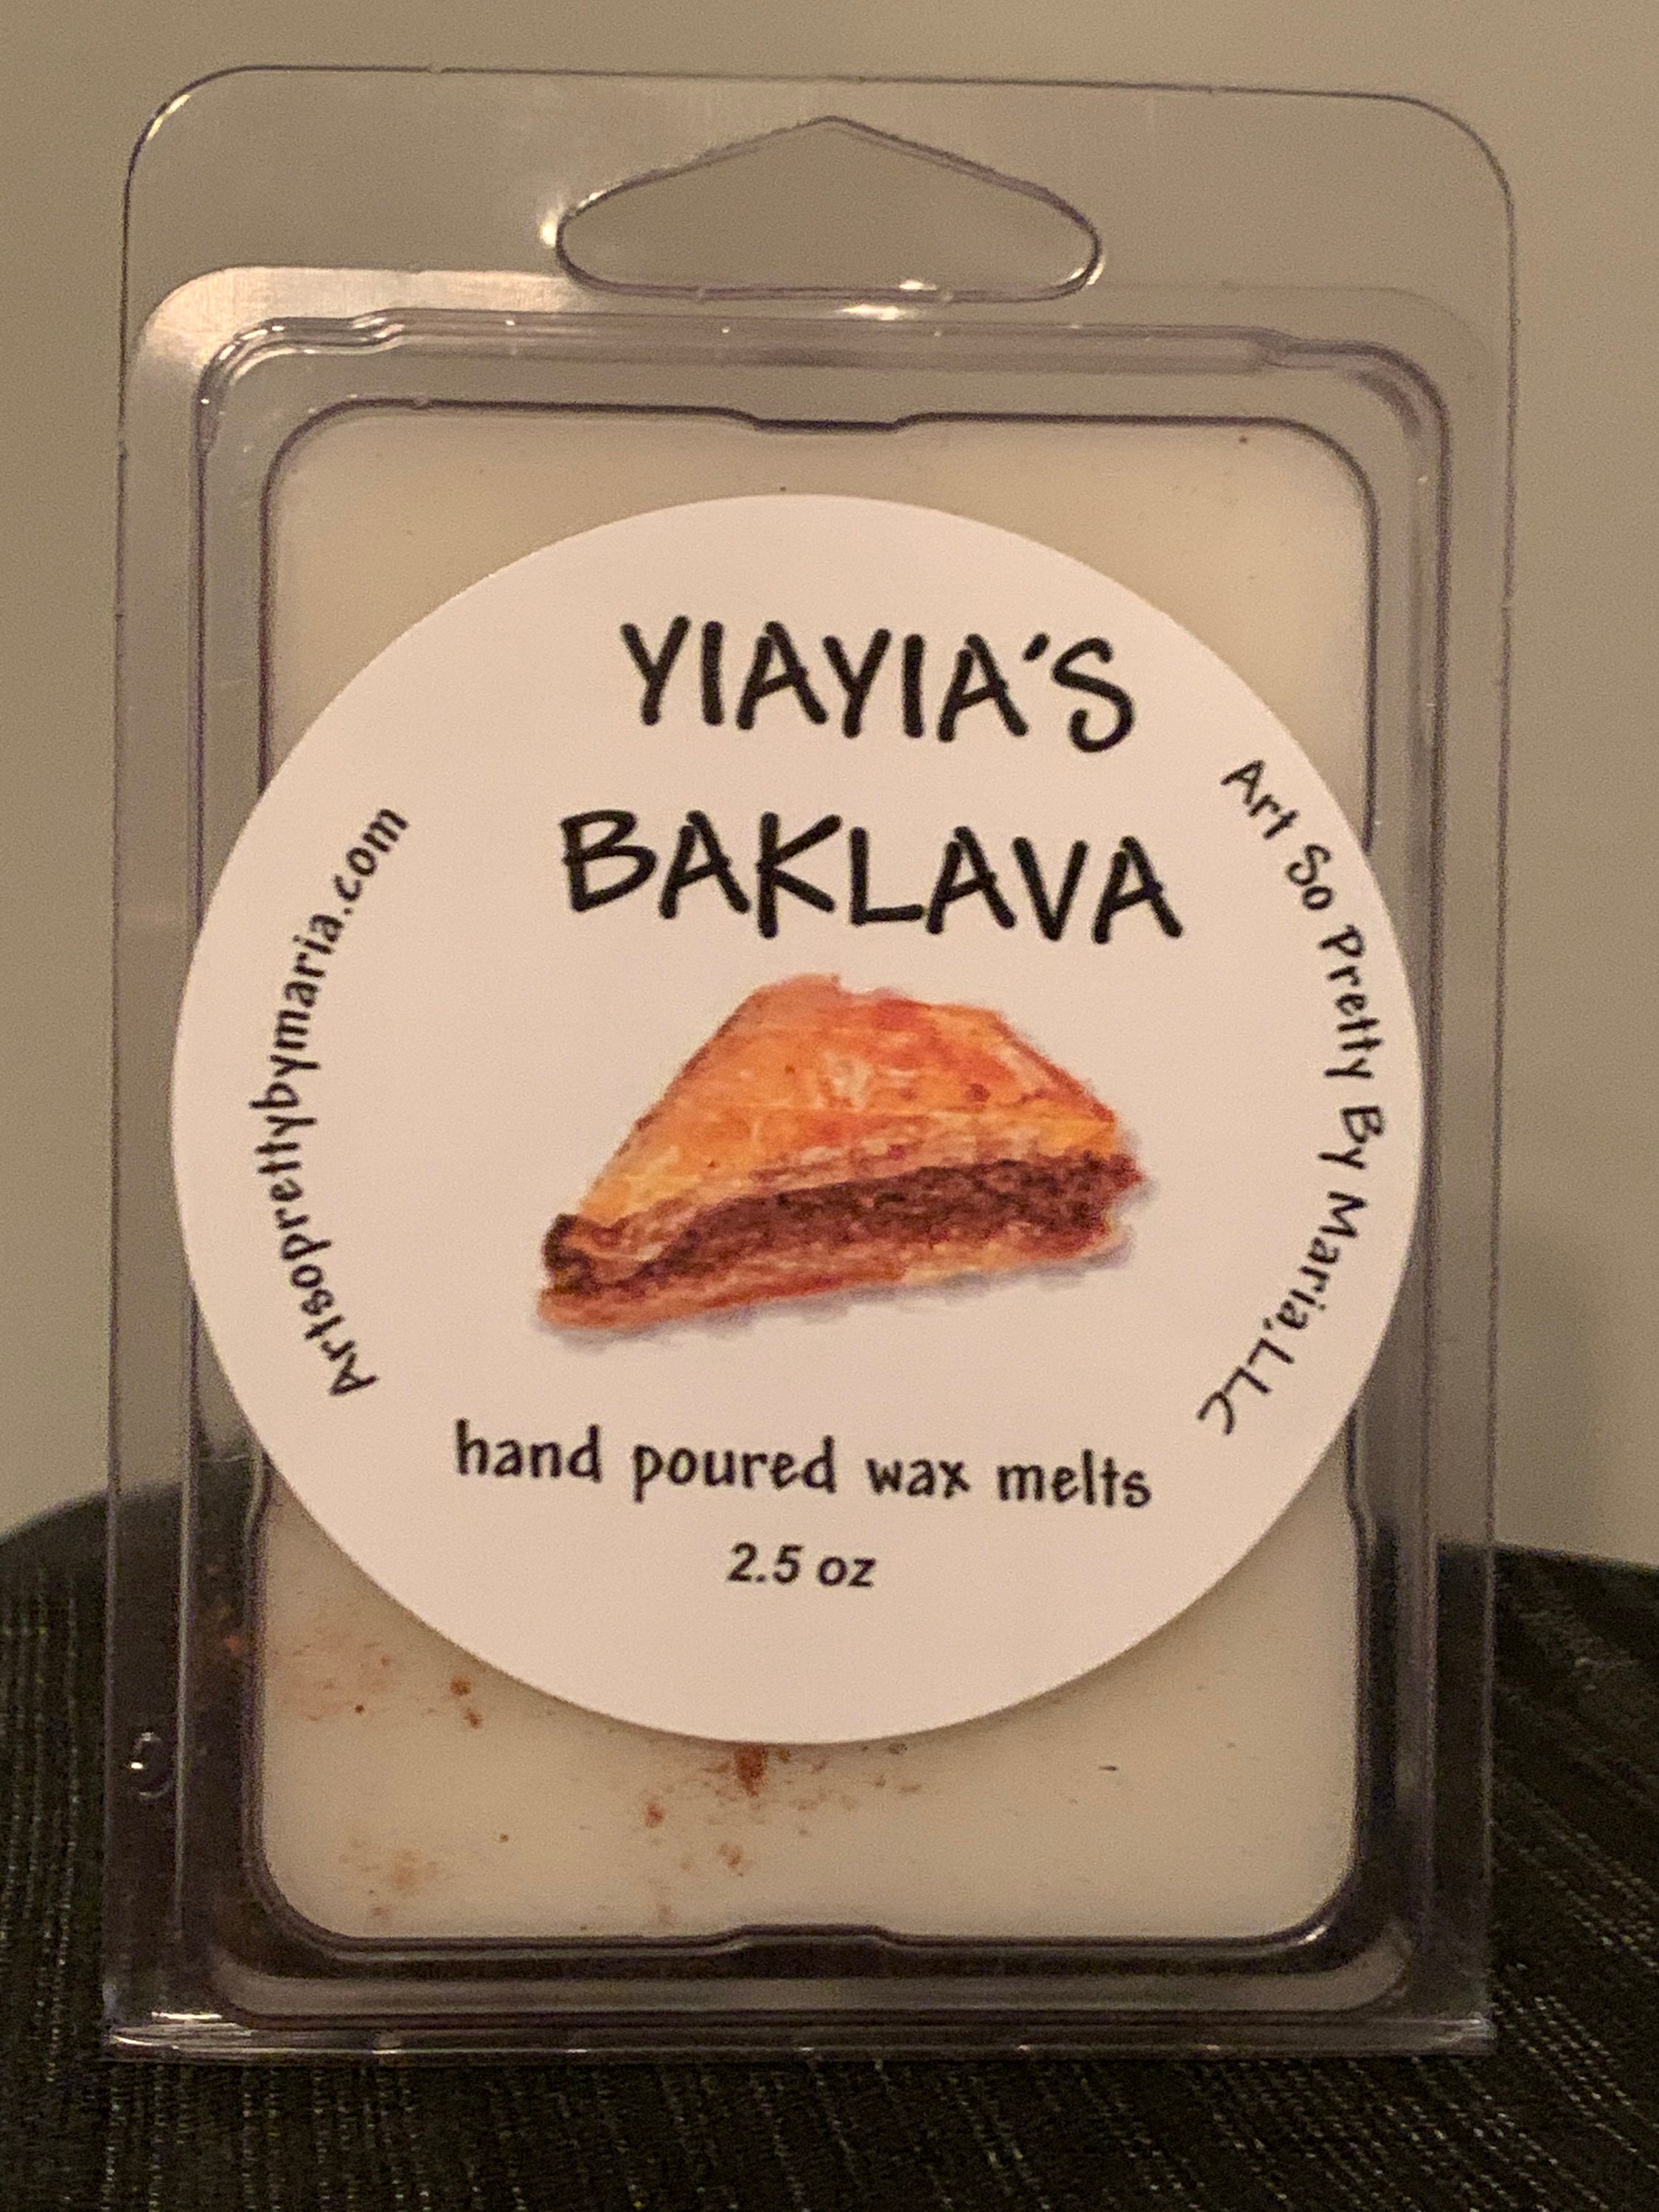 YIAYIA'S
BAKLAVA
Artsoprettybymaria.com
Art So Pretty By Maria,LLC
hand poured wax melts
2.5 oz